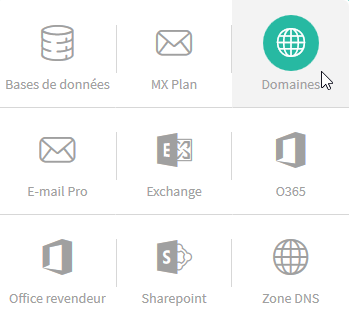 Bases de données
MX Plan
Domaines
E-mail Pro
Exchange
O365
Office revendeur
Sharepoint
Zone DNS